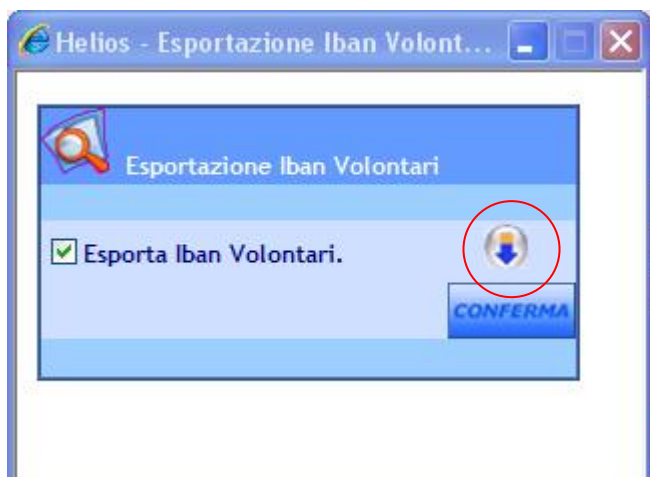 Helios - Esportazione Iban Volont...
Esportazione Iban Volontari
Esporta Iban Volontari.
CONFERMA